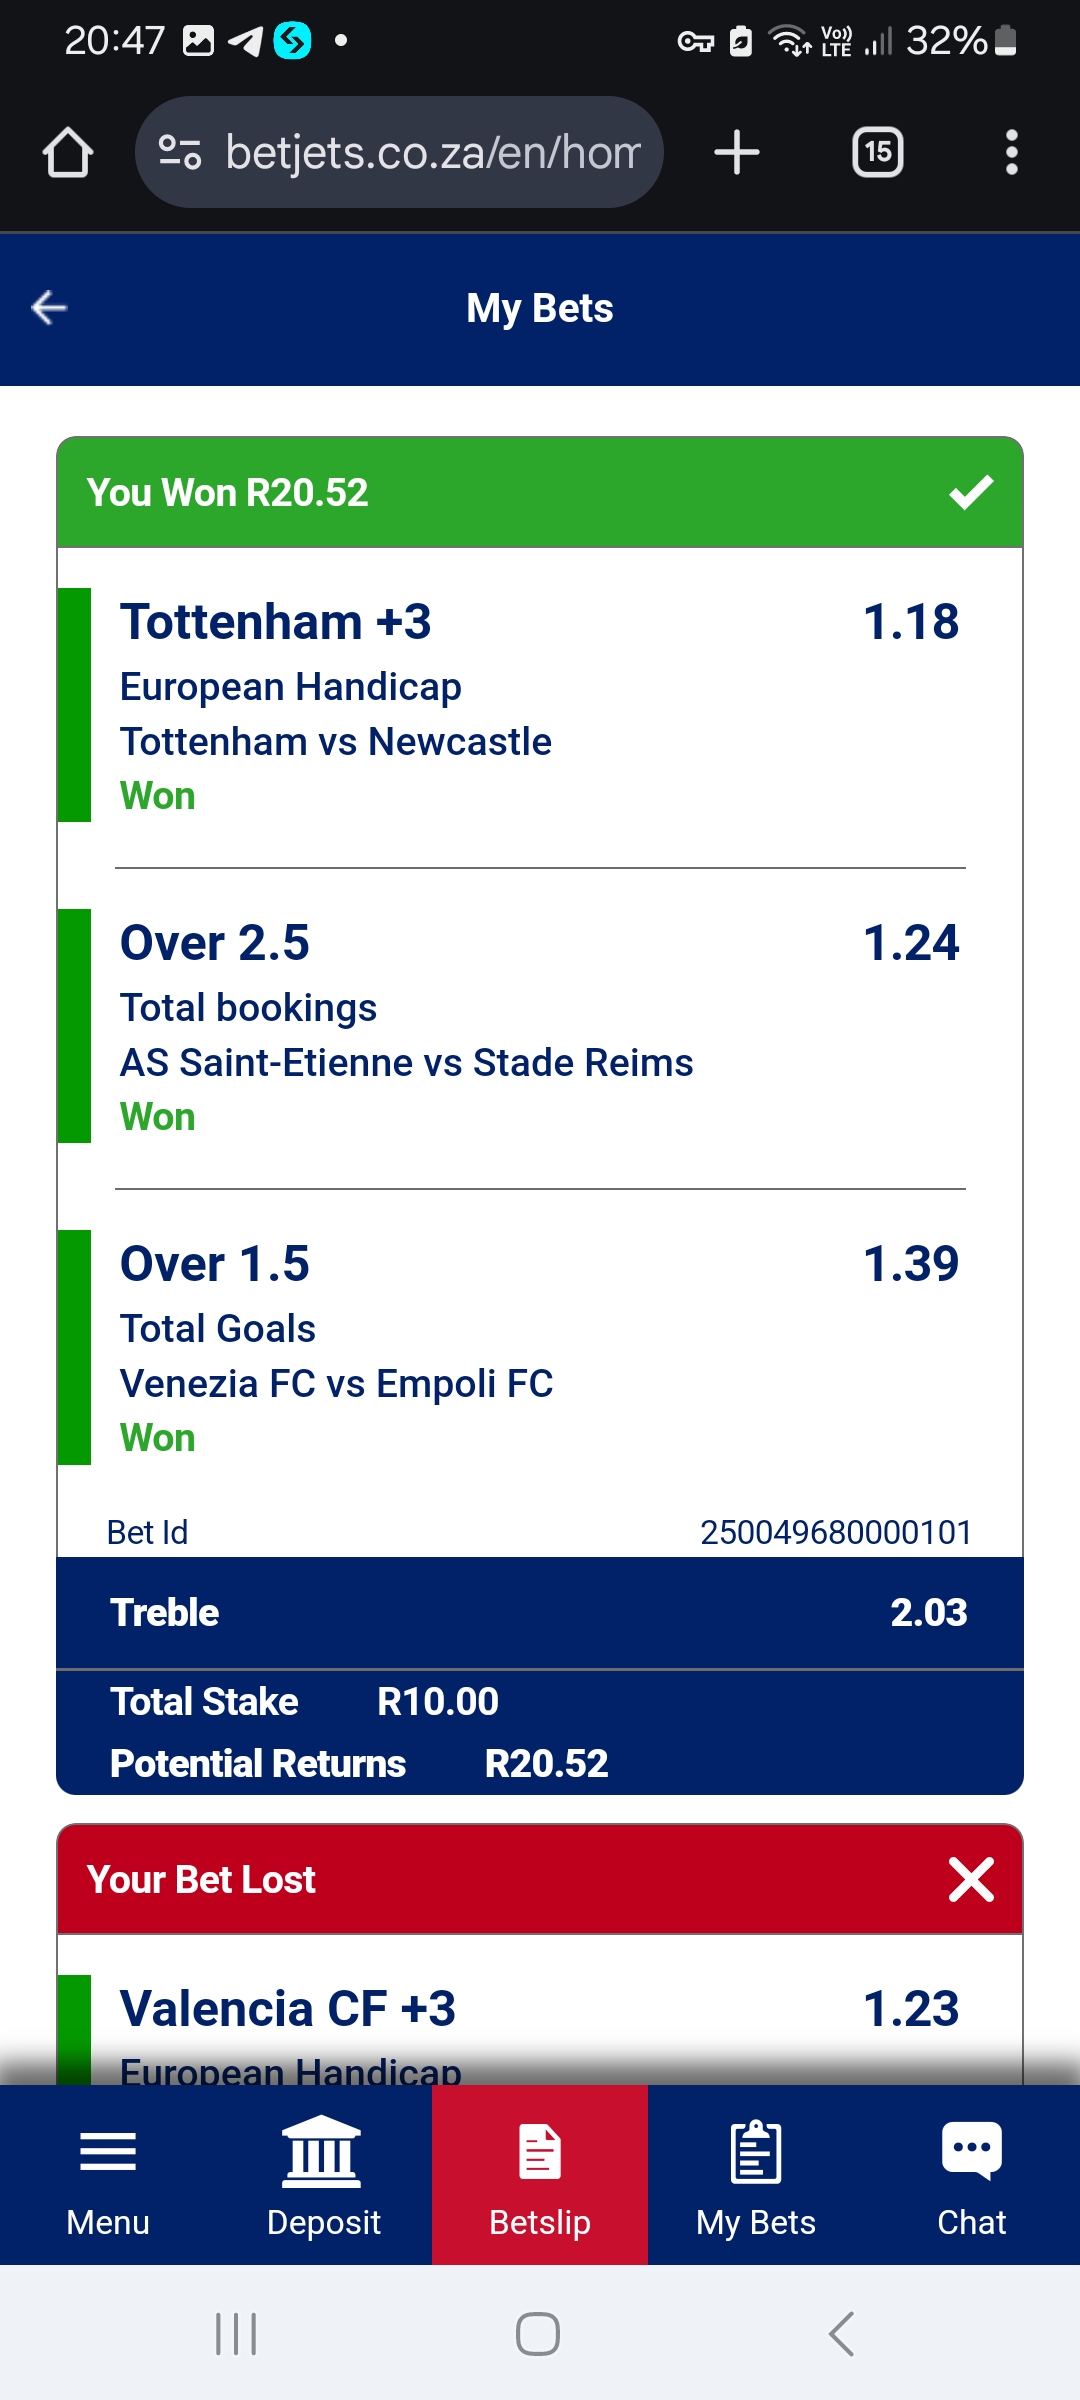 20:47
Vo))
LTE
32%
betjets.co.za/en/hom
15
My Bets
You Won R20.52
Tottenham +3 1.18
European Handicap
Tottenham vs Newcastle
Won
Over 2.5 1.24
Total bookings
AS Saint-Etienne vs Stade Reims
Won
Over 1.5 1.39
Total Goals
Venezia FC vs Empoli FC
Won
Bet Id 250049680000101
Treble 2.03
Total Stake R10.00
Potential Returns R20.52
Your Bet Lost
Valencia CF +3 1.23
European Handicap
Menu Deposit Betslip My Bets Chat